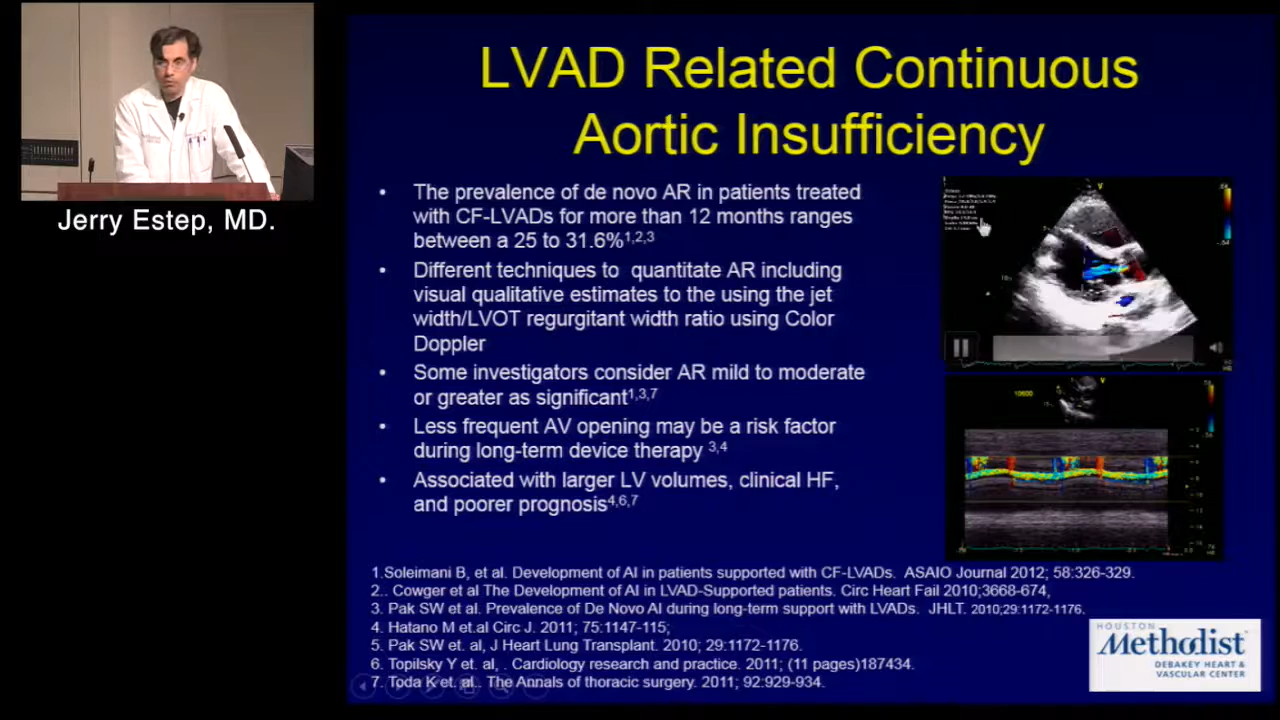 LVAD Related Continuous
Aortic Insufficiency
• The prevalence of de novo AR in patients treated
with CF-LVADs for more than 12 months ranges
between a 25 to 31.6%1,2,3
• Different techniques to quantitate AR including
visual qualitative estimates to the using the jet
width/LVOT regurgitant width ratio using Color
Doppler
• Some investigators consider AR mild to moderate
or greater as significant1,3,7
• Less frequent AV opening may be a risk factor
during long-term device therapy 3,4
• Associated with larger LV volumes, clinical HF,
and poorer prognosis4,6,7
Jerry Estep, MD.
1.Soleimani B, et al. Development of AI in patients supported with CF-LVADs. ASAIO Journal 2012; 58:326-329.
2.. Cowger et al The Development of AI in LVAD-Supported patients. Circ Heart Fail 2010;3668-674,
3. Pak SW et al. Prevalence of De Novo AI during long-term support with LVADs. JHLT. 2010;29:1172-1176.
4. Hatano M et.al Circ J. 2011; 75:1147-115;
5. Pak SW et. al, J Heart Lung Transplant. 2010; 29:1172-1176.
6. Topilsky Y et. al, . Cardiology research and practice. 2011; (11 pages)187434.
7. Toda K et. al.. The Annals of thoracic surgery. 2011; 92:929-934.
HOUSTON
Methodist
DEBAKEY HEART &
VASCULAR CENTER